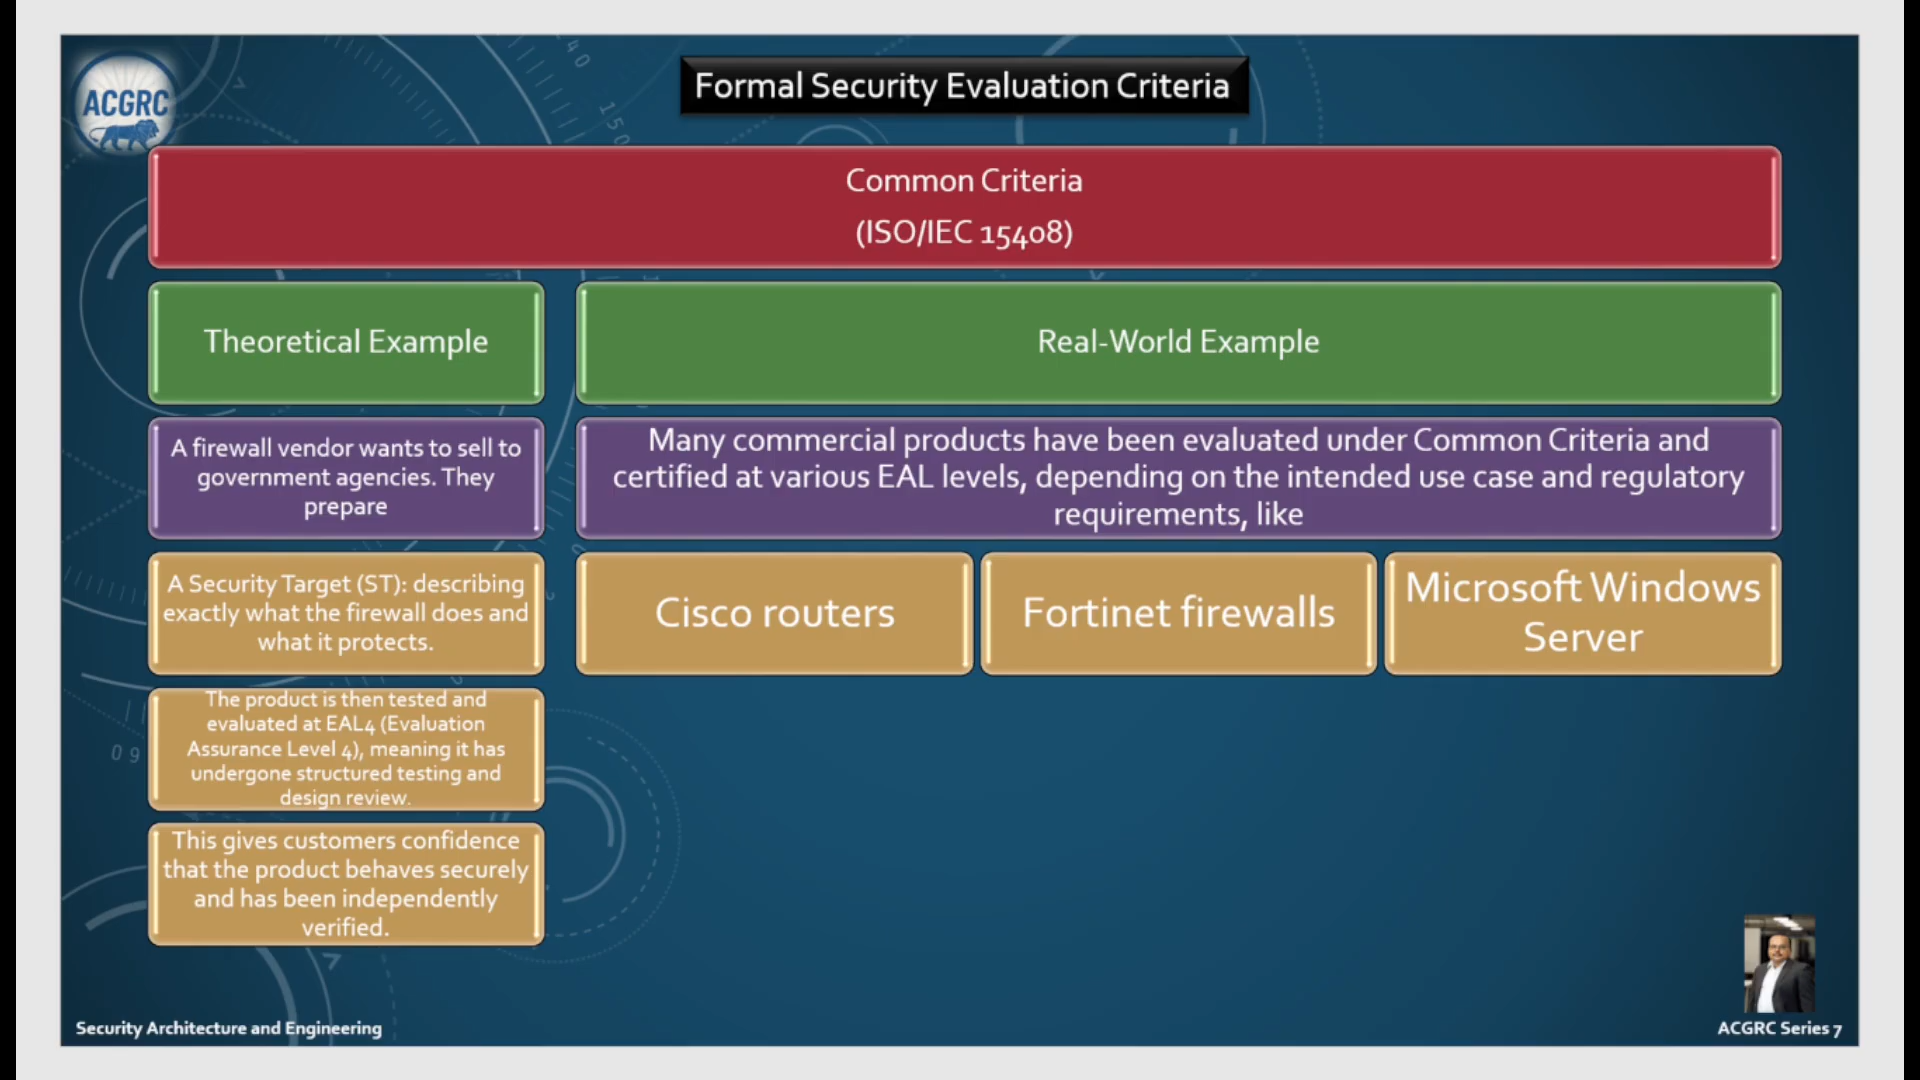 ACGRC
Formal Security Evaluation Criteria
Common Criteria
(ISO/IEC 15408)
Theoretical Example
Real-World Example
A firewall vendor wants to sell to
government agencies. They
prepare
Many commercial products have been evaluated under Common Criteria and
certified at various EAL levels, depending on the intended use case and regulatory
requirements, like
A Security Target (ST): describing
exactly what the firewall does and
what it protects.
Cisco routers
Fortinet firewalls
Microsoft Windows
Server
The product is then tested and
evaluated at EAL4 (Evaluation
Assurance Level 4), meaning it has
undergone structured testing and
design review.
This gives customers confidence
that the product behaves securely
and has been independently
verified.
Security Architecture and Engineering
ACGRC Series 7